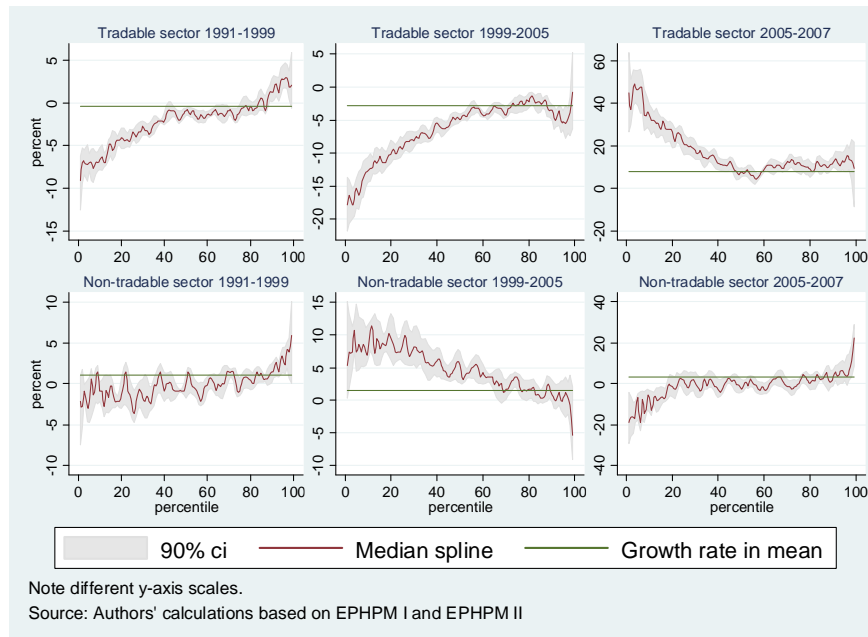 Tradable sector 1991-1999
Tradable sector 1999-2005
Tradable sector 2005-2007
percent
5
0
-5
-10
-15
0 20 40 60 80 100
5
0
-5
-10
-15
-20
0 20 40 60 80 100
60
40
20
0
-20
0 20 40 60 80 100
Non-tradable sector 1991-1999
Non-tradable sector 1999-2005
Non-tradable sector 2005-2007
percent
10
5
0
-5
-10
0 20 40 60 80 100
percentile
15
10
5
0
-5
-10
0 20 40 60 80 100
percentile
40
20
0
-20
-40
0 20 40 60 80 100
percentile
90% ci Median spline Growth rate in mean
Note different y-axis scales.
Source: Authors' calculations based on EPHPM I and EPHPM II